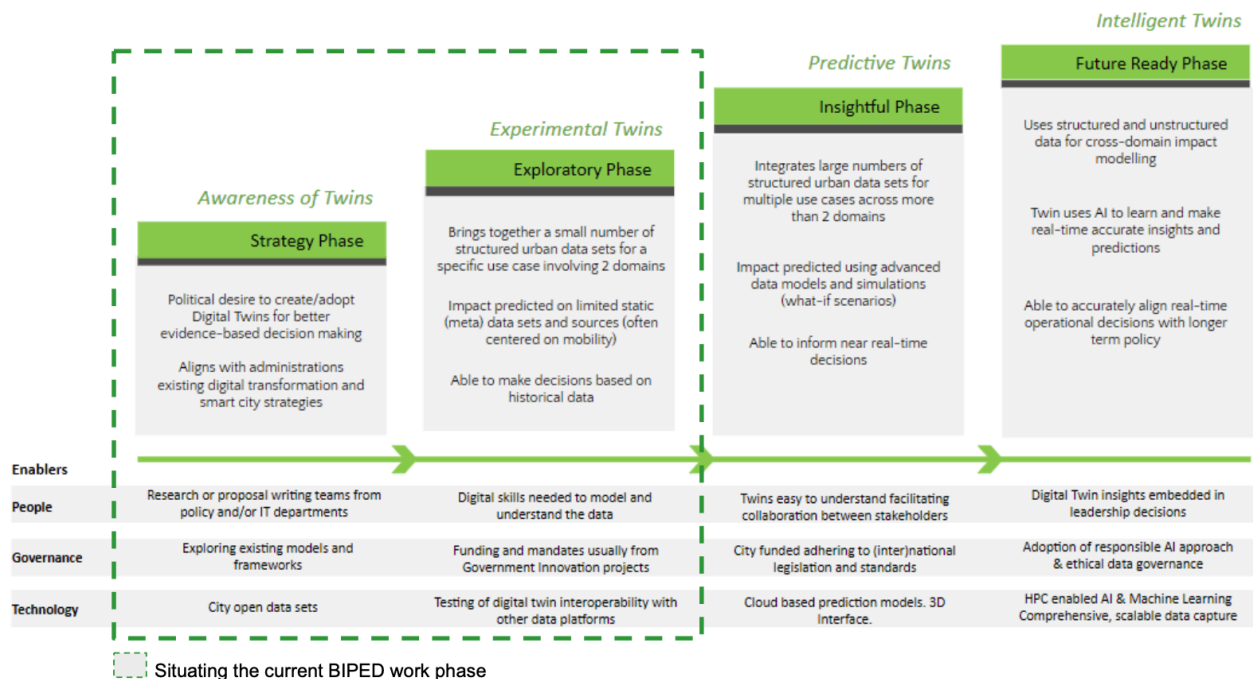 Awareness of Twins
Strategy Phase
Political desire to create/adopt
Digital Twins for better
evidence-based decision making
Aligns with administrations
existing digital transformation and
smart city strategies
Experimental Twins
Exploratory Phase
Brings together a small number of
structured urban data sets for a
specific use case involving 2 domains
Impact predicted on limited static
(meta) data sets and sources (often
centered on mobility)
Able to make decisions based on
historical data
Predictive Twins
Insightful Phase
Integrates large numbers of
structured urban data sets for
multiple use cases across more
than 2 domains
Impact predicted using advanced
data models and simulations
(what-if scenarios)
Able to inform near real-time
decisions
Intelligent Twins
Future Ready Phase
Uses structured and unstructured
data for cross-domain impact
modelling
Twin uses AI to learn and make
real-time accurate insights and
predictions
Able to accurately align real-time
operational decisions with longer
term policy
Enablers
People
Research or proposal writing teams from
policy and/or IT departments
Digital skills needed to model and
understand the data
Twins easy to understand facilitating
collaboration between stakeholders
Digital Twin insights embedded in
leadership decisions
Governance
Exploring existing models and
frameworks
Funding and mandates usually from
Government Innovation projects
City funded adhering to (inter)national
legislation and standards
Adoption of responsible AI approach
& ethical data governance
Technology
City open data sets
Testing of digital twin interoperability with
other data platforms
Cloud based prediction models. 3D
Interface.
HPC enabled AI & Machine Learning
Comprehensive, scalable data capture
Situating the current BIPED work phase